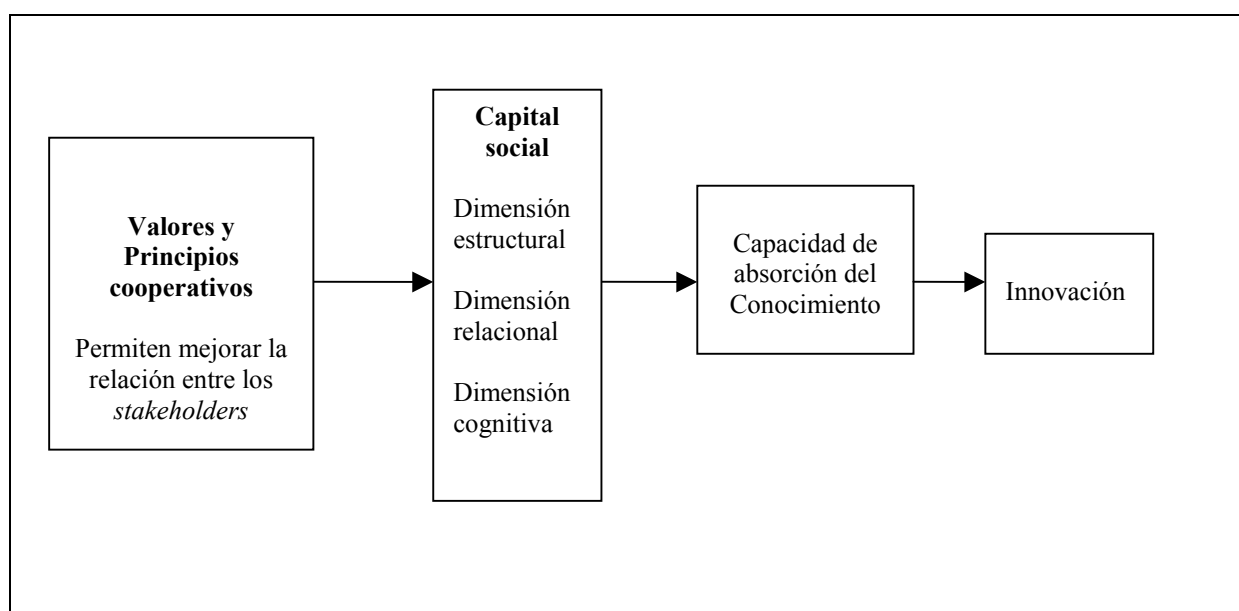 Valores y
Principios
cooperativos
Permiten mejorar la
relación entre los
stakeholders
Capital
social
Dimensión
estructural
Dimensión
relacional
Dimensión
cognitiva
Capacidad de
absorción del
Conocimiento
Innovación